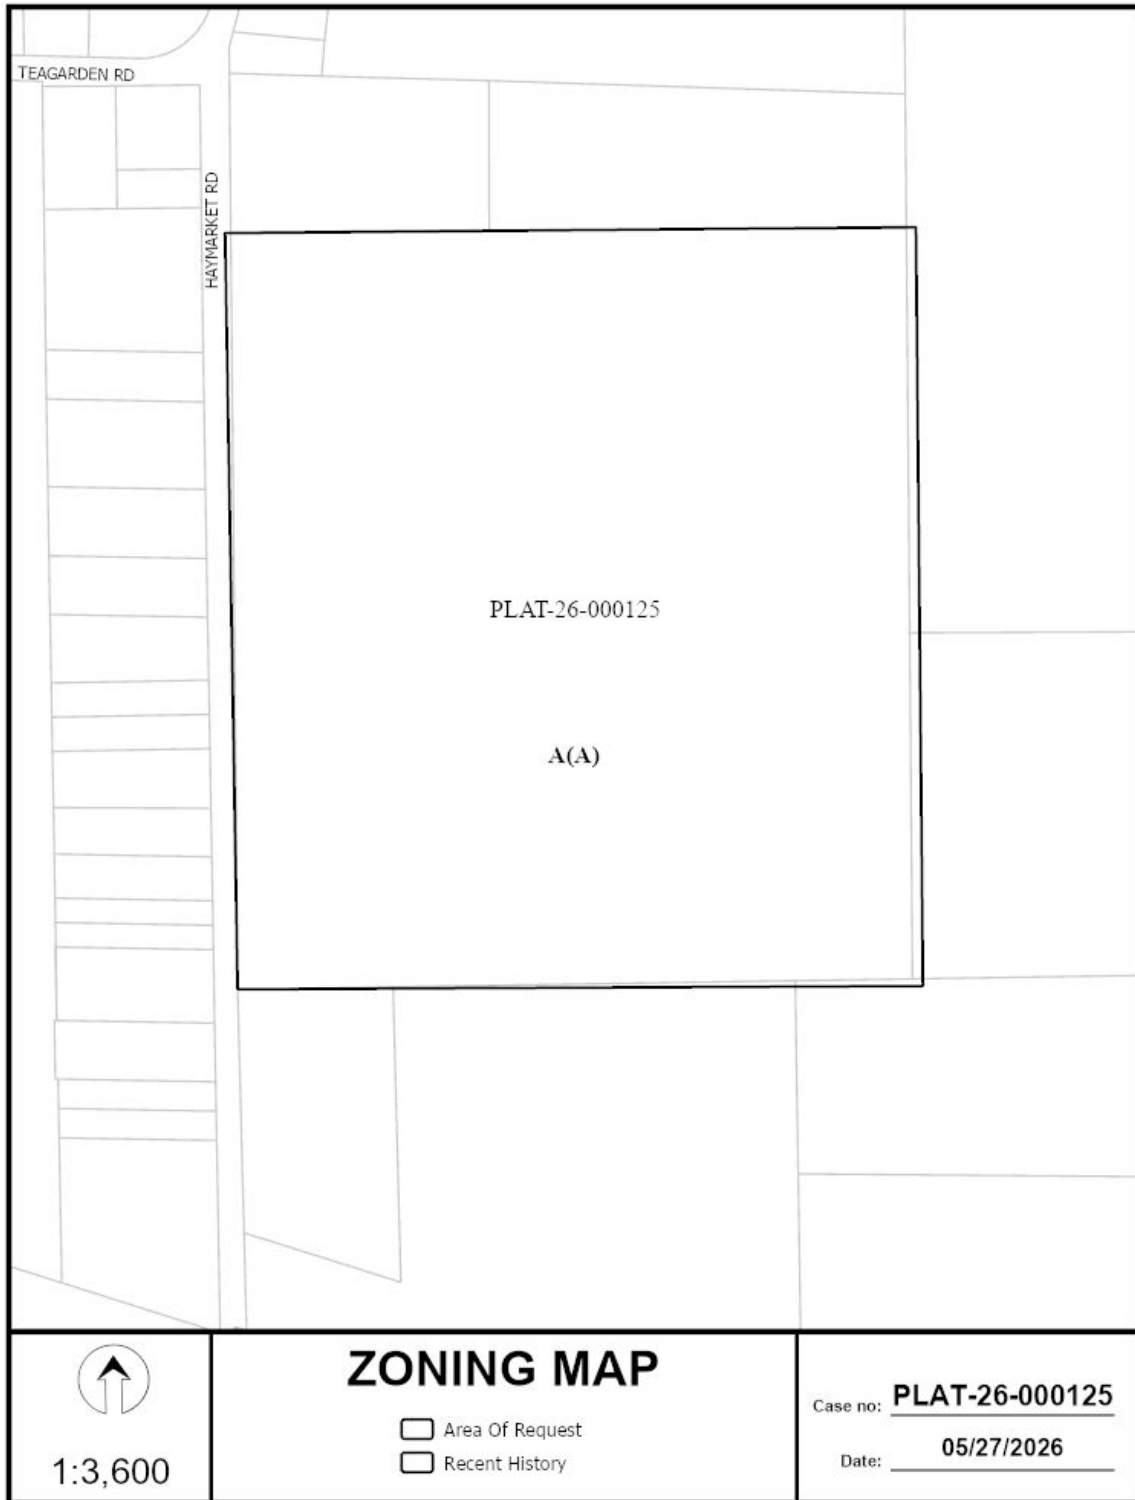 TEAGARDEN RD
HAYMARKET RD
PLAT-26-000125
A(A)
1:3,600
ZONING MAP
Area Of Request
Recent History
Case no: PLAT-26-000125
Date: 05/27/2026